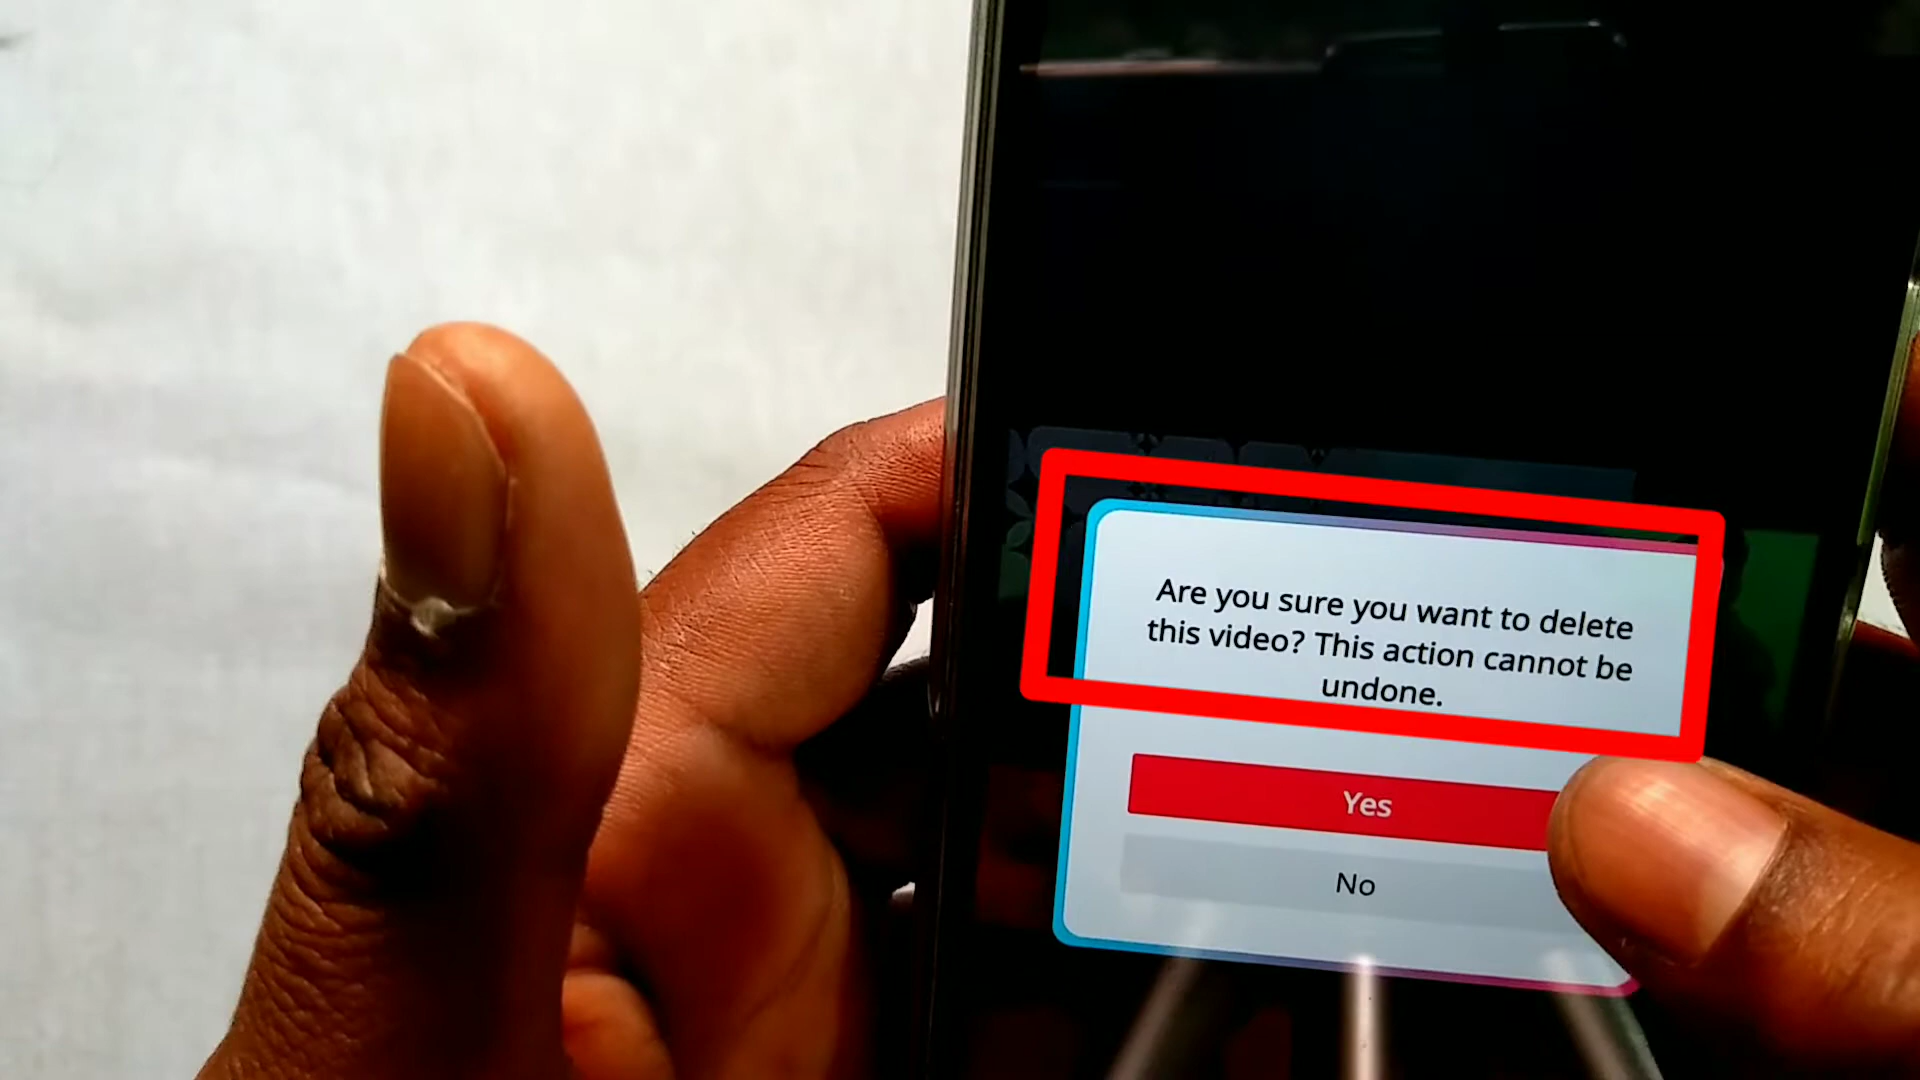 Are you sure you want to delete
this video? This action cannot be
undone.
Yes
No